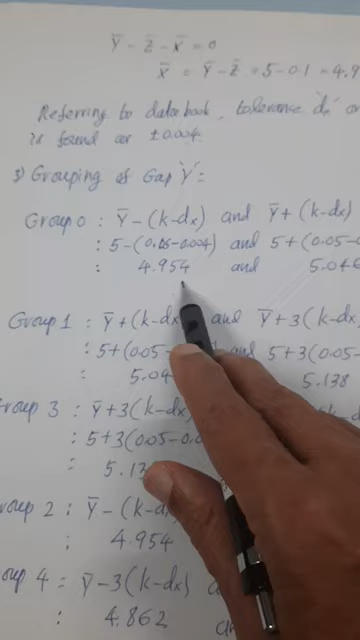 Ȳ - Z̄ - X̄ = 0
X̄ = Ȳ - Z̄ = 5 - 0.1 = 4.9
Referring to data book, tolerance 'dx'
is found as ±0.004.
3) Grouping of Gap 'Y' :-
Group 0 : Ȳ - (k-dx) and Ȳ + (k-dx)
: 5 - (0.05-0.004) and 5 + (0.05-0
: 4.954 and 5.046
Group 1 : Ȳ + (k-dx and Ȳ + 3(k-dx
: 5 + (0.05- and 5 + 3(0.05-
5.04 5.138
Group 3 : Ȳ + 3(k-dx
: 5 + 3(0.05-0.0
: 5.13
Group 2 : Ȳ - (k-d
: 4.954
oup 4 = Ȳ - 3(k-dx)
: 4.862